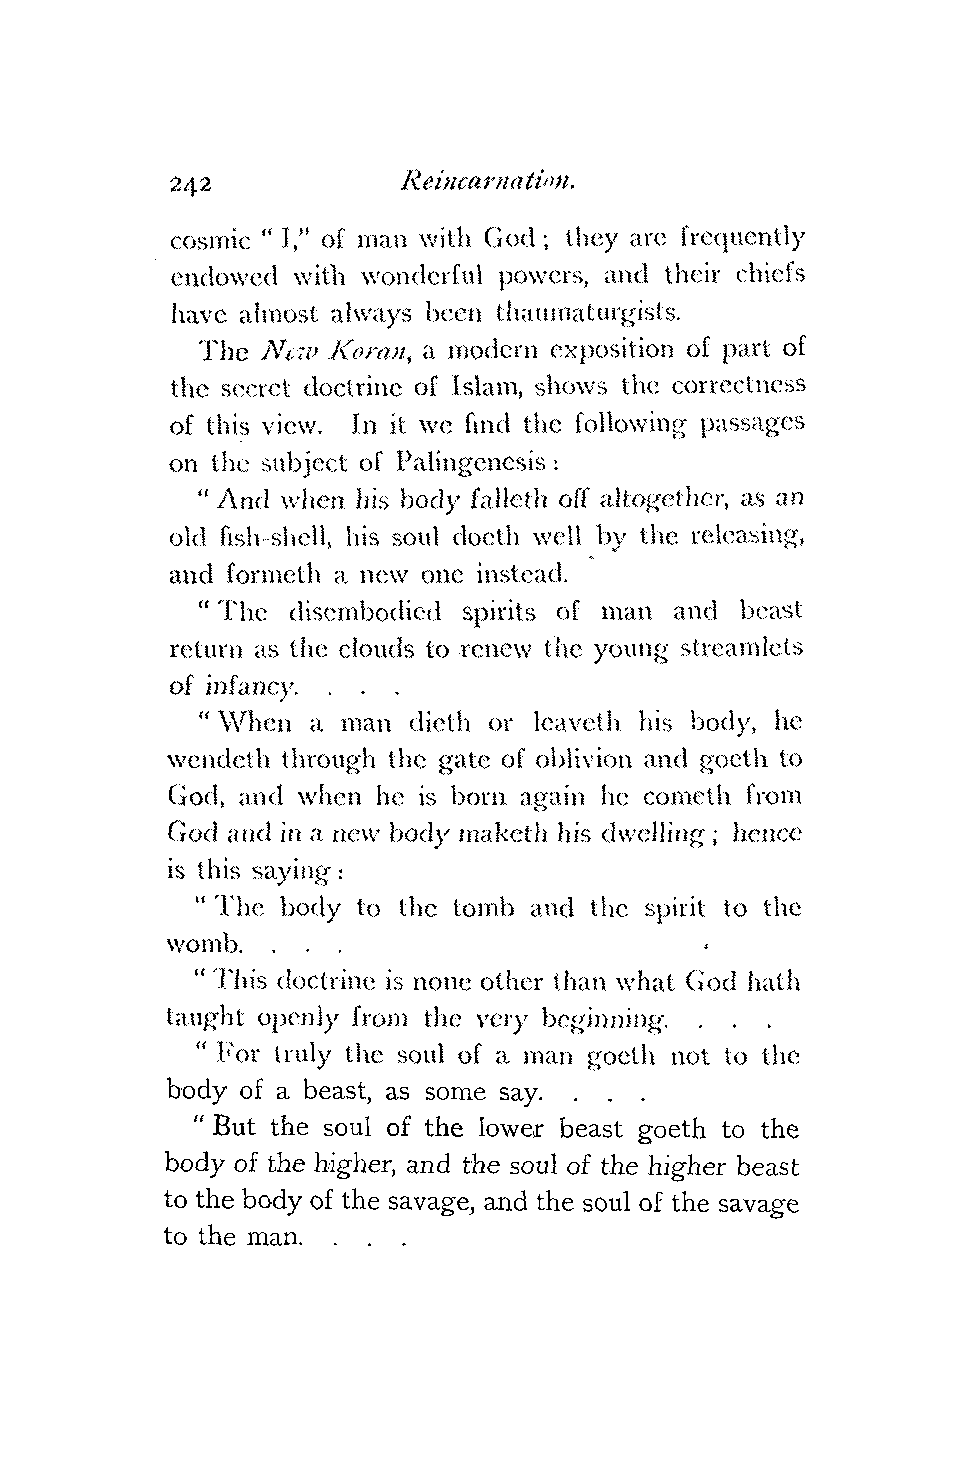 242 Reincarnation.
cosmic " I," of man with God ; they are frequently
endowed with wonderful powers, and their chiefs
have almost always been thaumaturgists.
The New Koran, a modern exposition of part of
the secret doctrine of Islam, shows the correctness
of this view. In it we find the following passages
on the subject of Palingenesis :
" And when his body falleth off altogether, as an
old fish-shell, his soul doeth well by the releasing,
and formeth a new one instead.
" The disembodied spirits of man and beast
return as the clouds to renew the young streamlets
of infancy. . . .
" When a man dieth or leaveth his body, he
wendeth through the gate of oblivion and goeth to
God, and when he is born again he cometh from
God and in a new body maketh his dwelling ; hence
is this saying :
" The body to the tomb and the spirit to the
womb. . . .
" This doctrine is none other than what God hath
taught openly from the very beginning. . . .
" For truly the soul of a man goeth not to the
body of a beast, as some say. . . .
" But the soul of the lower beast goeth to the
body of the higher, and the soul of the higher beast
to the body of the savage, and the soul of the savage
to the man. . . .